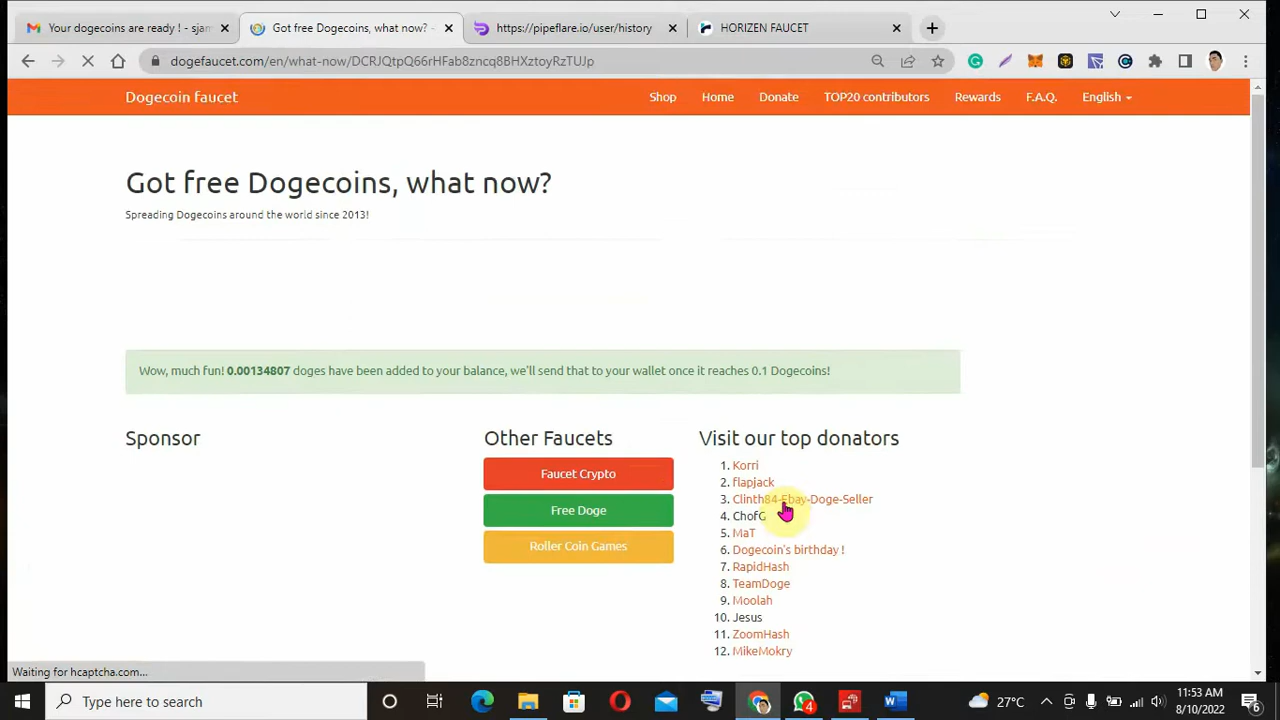 Your dogecoins are ready ! - sjan
Got free Dogecoins, what now? -
https://pipeflare.io/user/history
HORIZEN FAUCET
dogefaucet.com/en/what-now/DCRJQtpQ66rHFab8zncq88HXztoyRzTUJp
Dogecoin faucet
Shop
Home
Donate
TOP20 contributors
Rewards
F.A.Q.
English
Got free Dogecoins, what now?
Spreading Dogecoins around the world since 2013!
Wow, much fun! 0.00134807 doges have been added to your balance, we'll send that to your wallet once it reaches 0.1 Dogecoins!
Sponsor
Other Faucets
Faucet Crypto
Free Doge
Roller Coin Games
Visit our top donators
1. Korri
2. flapjack
3. Clinth84-Ebay-Doge-Seller
4. ChofG
5. MaT
6. Dogecoin's birthday !
7. RapidHash
8. TeamDoge
9. Moolah
10. Jesus
11. ZoomHash
12. MikeMokry
Waiting for hcaptcha.com...
Type here to search
4
27°C
11:53 AM
8/10/2022
6